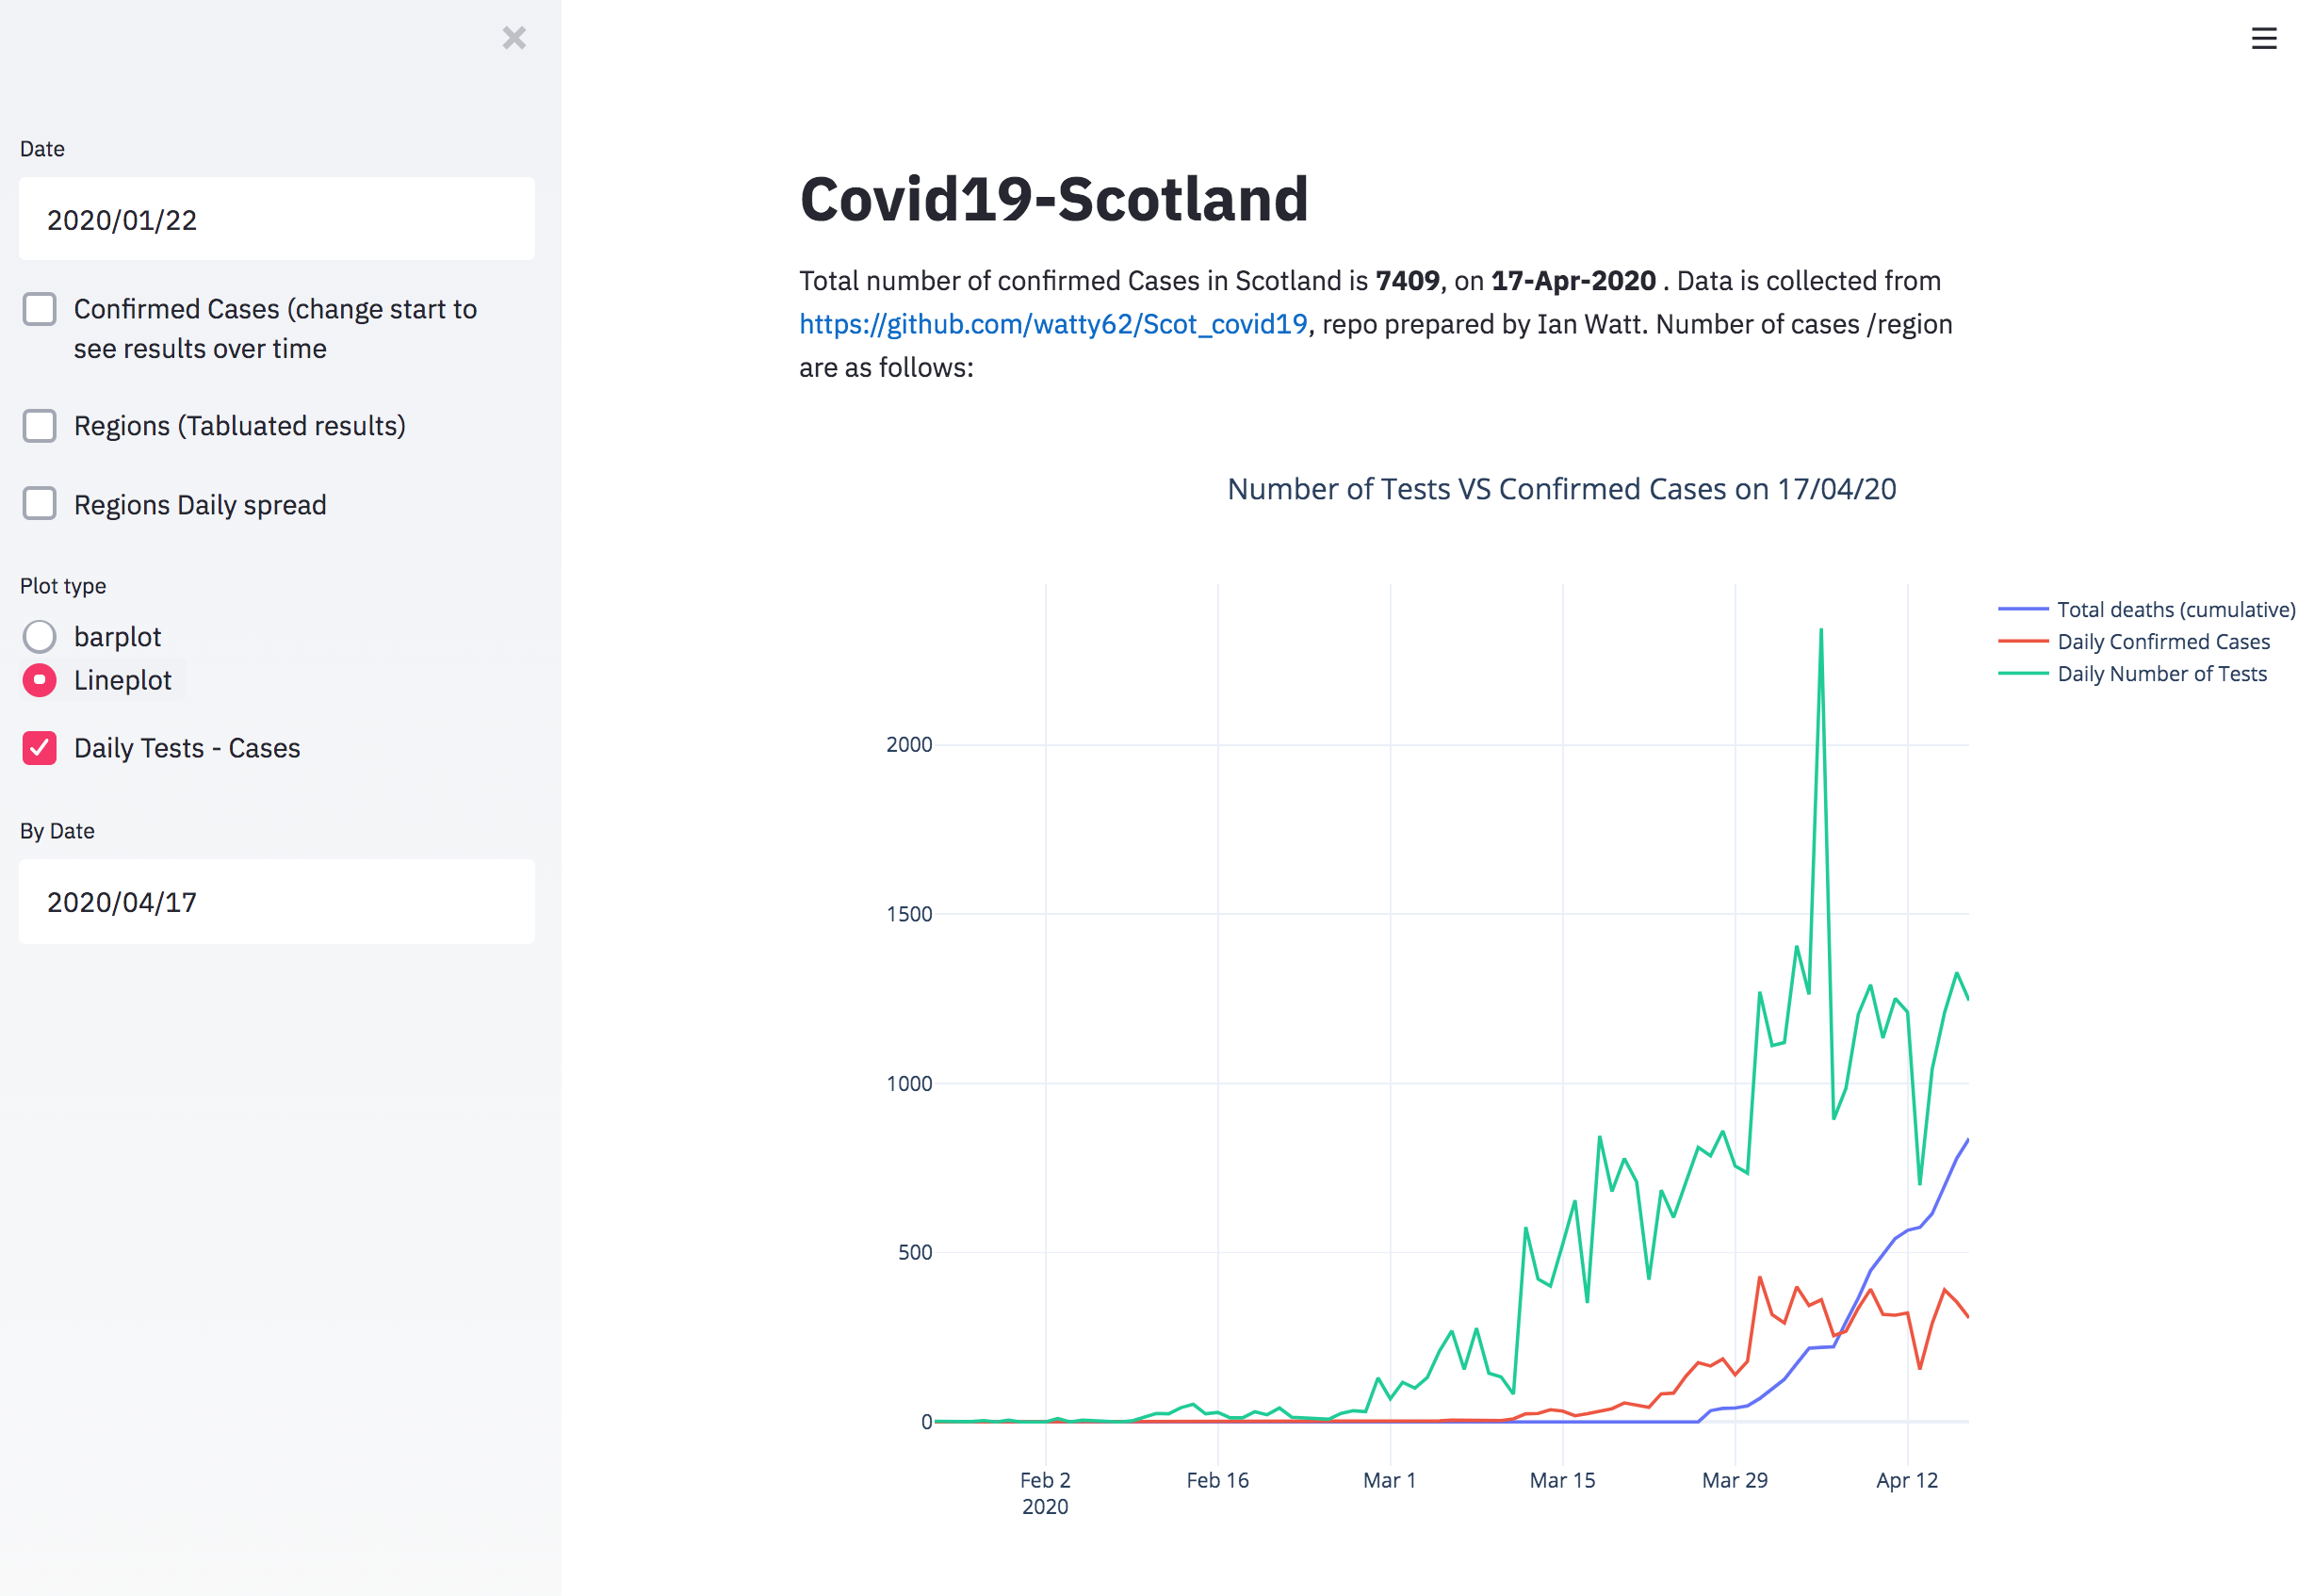 Date
2020/01/22
Confirmed Cases (change start to
see results over time
Regions (Tabluated results)
Regions Daily spread
Plot type
barplot
Lineplot
Daily Tests - Cases
By Date
2020/04/17
Covid19-Scotland
Total number of confirmed Cases in Scotland is 7409, on 17-Apr-2020 . Data is collected from
https://github.com/watty62/Scot_covid19, repo prepared by Ian Watt. Number of cases /region
are as follows:
Number of Tests VS Confirmed Cases on 17/04/20
Total deaths (cumulative)
Daily Confirmed Cases
Daily Number of Tests
2000
1500
1000
500
0
Feb 2
2020
Feb 16
Mar 1
Mar 15
Mar 29
Apr 12